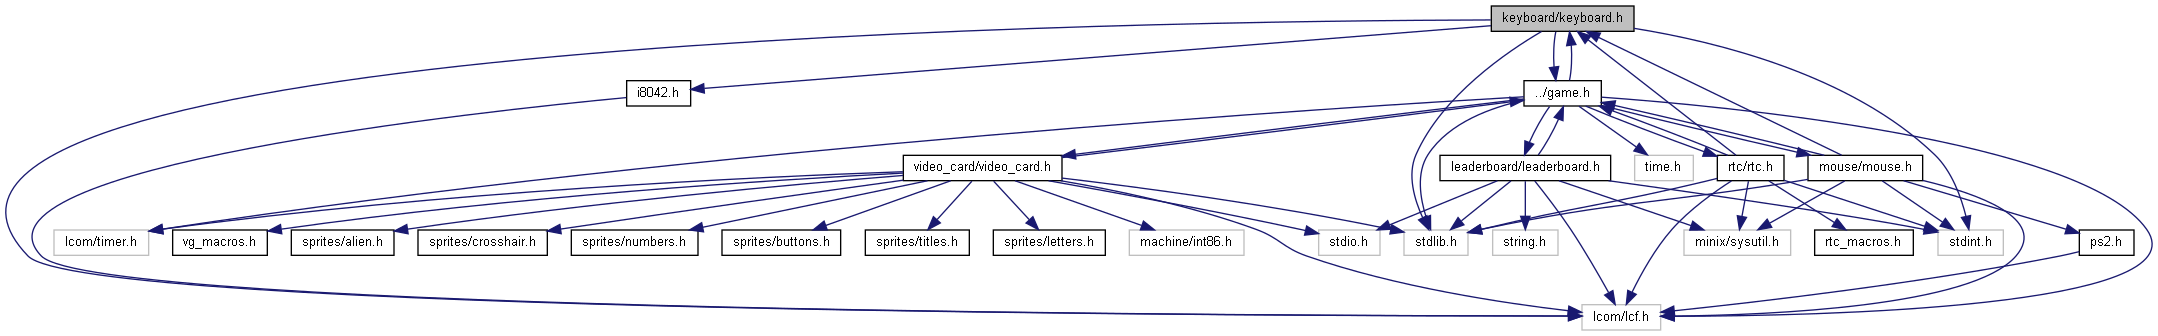 keyboard/keyboard.h
i8042.h
../game.h
video_card/video_card.h
leaderboard/leaderboard.h
time.h
rtc/rtc.h
mouse/mouse.h
lcom/timer.h
vg_macros.h
sprites/alien.h
sprites/crosshair.h
sprites/numbers.h
sprites/buttons.h
sprites/titles.h
sprites/letters.h
machine/int86.h
stdio.h
stdlib.h
string.h
minix/sysutil.h
rtc_macros.h
stdint.h
ps2.h
lcom/lcf.h